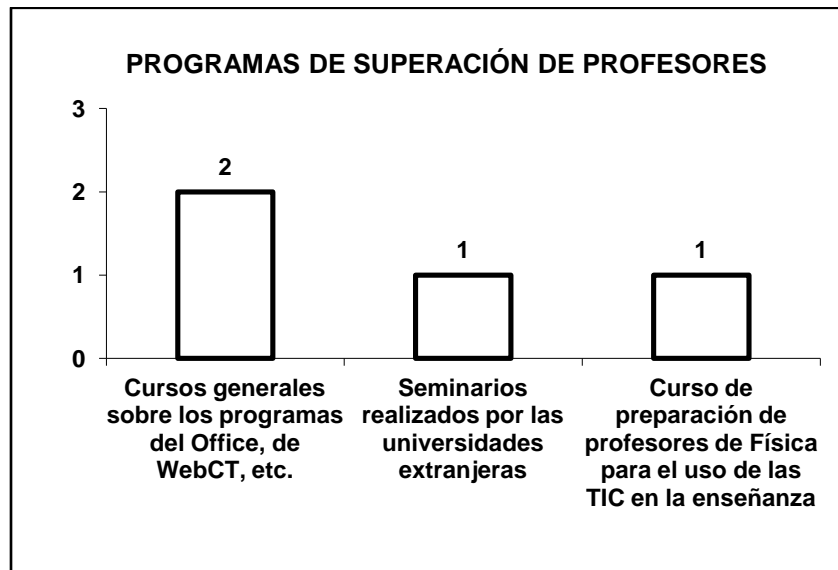 PROGRAMAS DE SUPERACIÓN DE PROFESORES
3
2
1
0
2
1
1
Cursos generales
sobre los programas
del Office, de
WebCT, etc.
Seminarios
realizados por las
universidades
extranjeras
Curso de
preparación de
profesores de Física
para el uso de las
TIC en la enseñanza